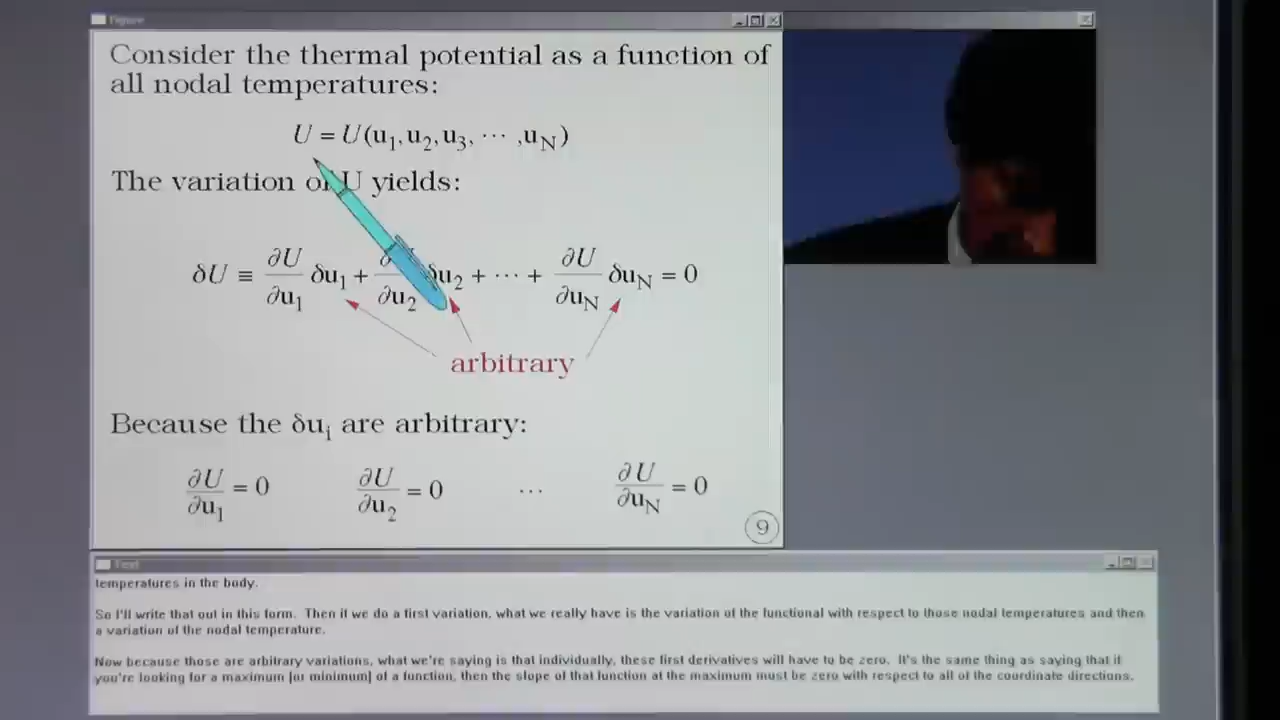 Figure
Consider the thermal potential as a function of
all nodal temperatures:
U = U(u₁,u₂,u₃, ··· ,u_N)
The variation of U yields:
δU ≡ ∂U/∂u₁ δu₁ + ∂U/∂u₂ δu₂ + ··· + ∂U/∂u_N δu_N = 0
arbitrary
Because the δuᵢ are arbitrary:
∂U/∂u₁ = 0 ∂U/∂u₂ = 0 ··· ∂U/∂u_N = 0
9
Text
temperatures in the body.
So I'll write that out in this form. Then if we do a first variation, what we really have is the variation of the functional with respect to those nodal temperatures and then
a variation of the nodal temperature.
Now because those are arbitrary variations, what we're saying is that individually, these first derivatives will have to be zero. It's the same thing as saying that if
you're looking for a maximum [or minimum] of a function, then the slope of that function at the maximum must be zero with respect to all of the coordinate directions.